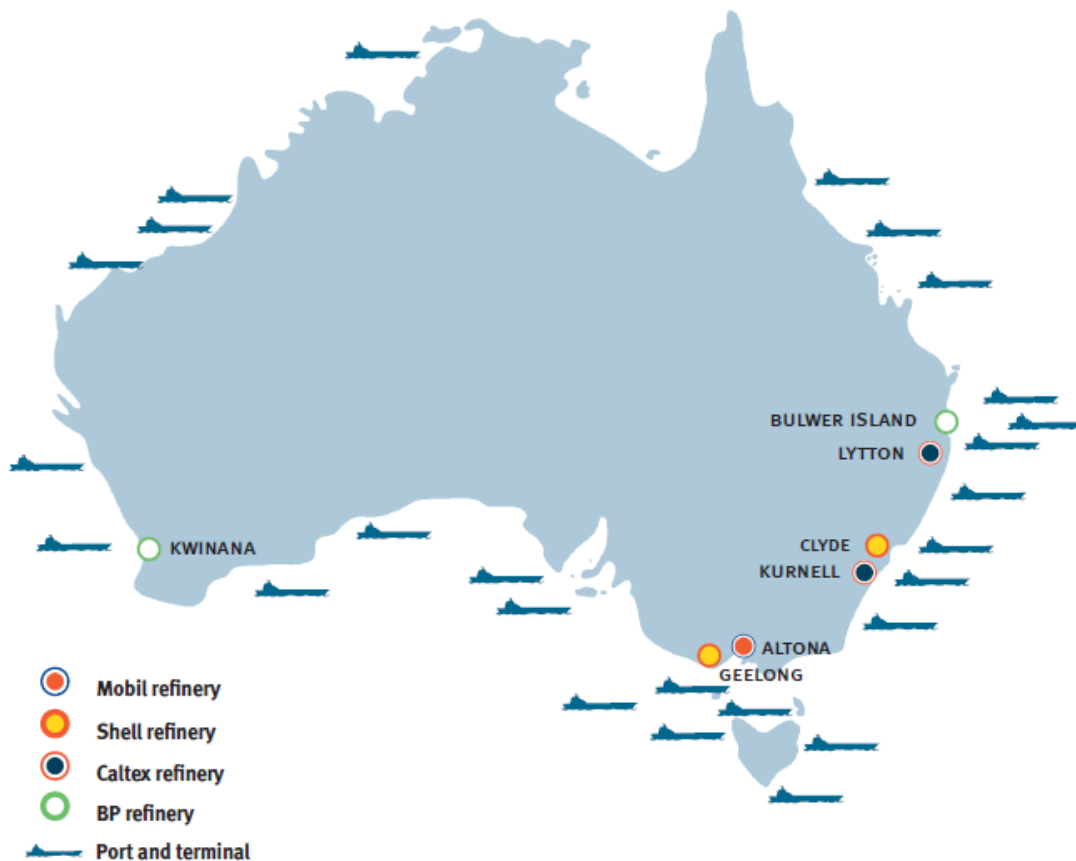 BULWER ISLAND
LYTTON
CLYDE
KWINANA
KURNELL
ALTONA
GEELONG
Mobil refinery
Shell refinery
Caltex refinery
BP refinery
Port and terminal